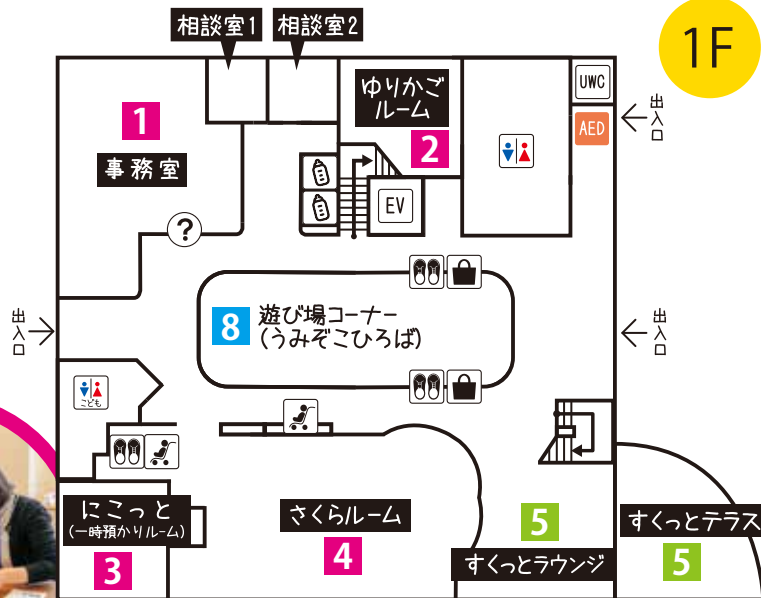 相談室1
相談室2
1F
ゆりかご
ルーム
2
UWC
AED
出入口
1
事務室
EV
?
8
遊び場コーナー
(うみぞこひろば)
出入口
出入口
こども
にこっと
(一時預かりルーム)
3
さくらルーム
4
5
すくっとラウンジ
すくっとテラス
5